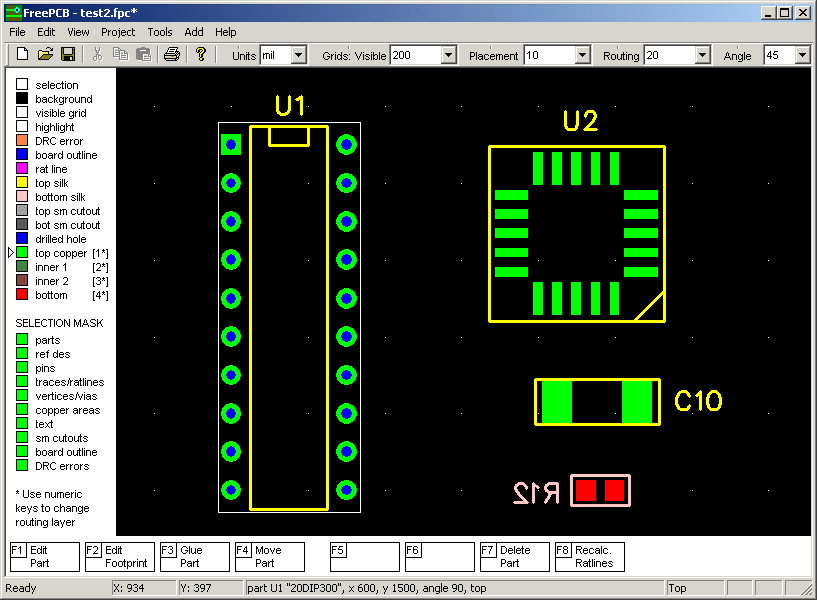 FreePCB - test2.fpc*
File Edit View Project Tools Add Help
Units mil Grids: Visible 200 Placement 10 Routing 20 Angle 45
selection
background
visible grid
highlight
DRC error
board outline
rat line
top silk
bottom silk
top sm cutout
bot sm cutout
drilled hole
top copper [1*]
inner 1 [2*]
inner 2 [3*]
bottom [4*]
SELECTION MASK
parts
ref des
pins
traces/ratlines
vertices/vias
copper areas
text
sm cutouts
board outline
DRC errors
* Use numeric
keys to change
routing layer
U1
U2
C10
R12
F1 Edit
Part
F2 Edit
Footprint
F3 Glue
Part
F4 Move
Part
F5
F6
F7 Delete
Part
F8 Recalc.
Ratlines
Ready X: 934 Y: 397 part U1 "20DIP300", x 600, y 1500, angle 90, top Top